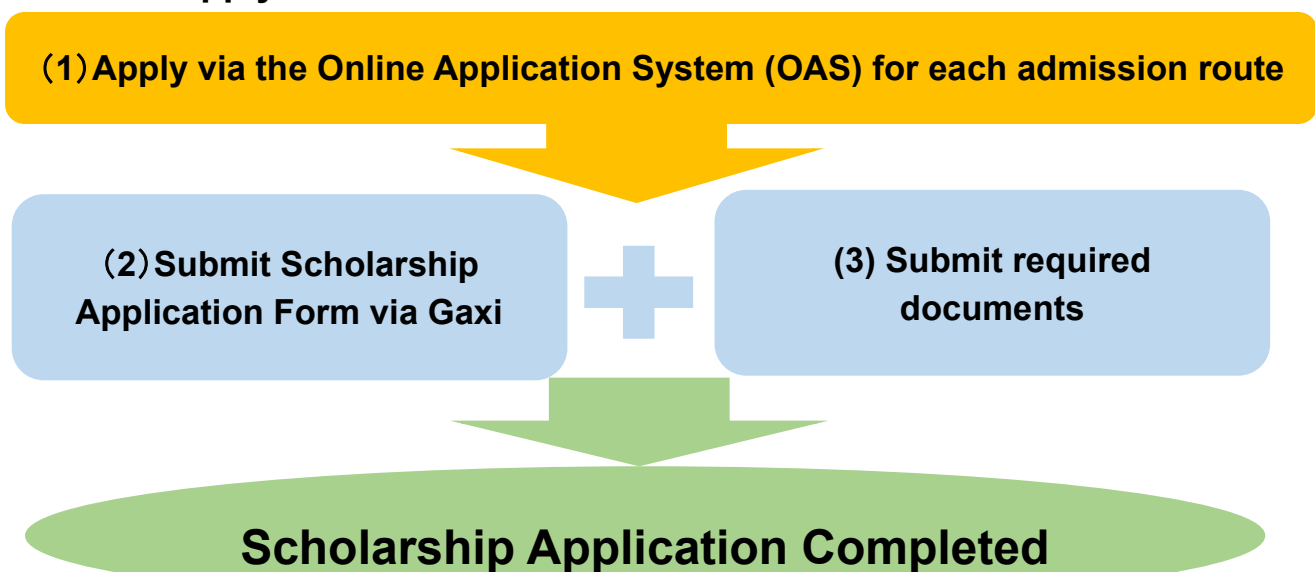 （1）Apply via the Online Application System (OAS) for each admission route
（2）Submit Scholarship
Application Form via Gaxi
(3) Submit required
documents
Scholarship Application Completed